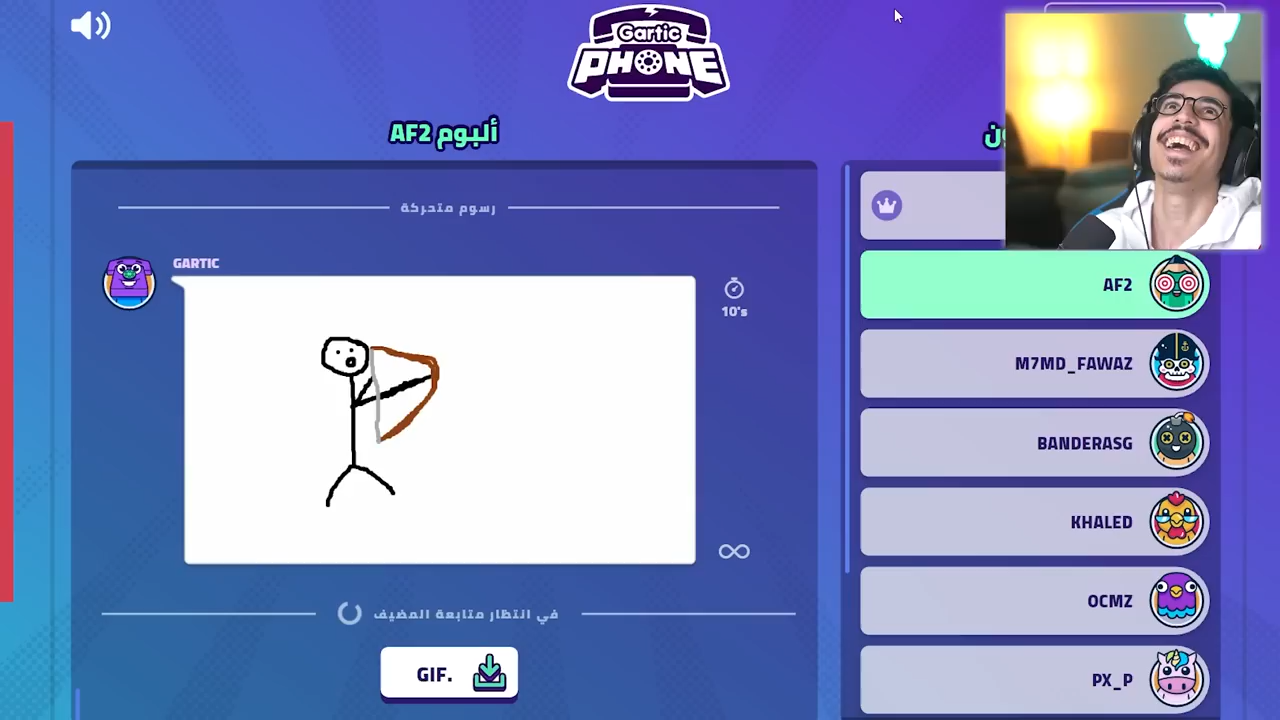 Gartic
PHONE
ألبوم AF2
ون
رسوم متحركة
GARTIC
10's
AF2
M7MD_FAWAZ
BANDERASG
KHALED
OCMZ
PX_P
في انتظار متابعة المضيف
GIF.